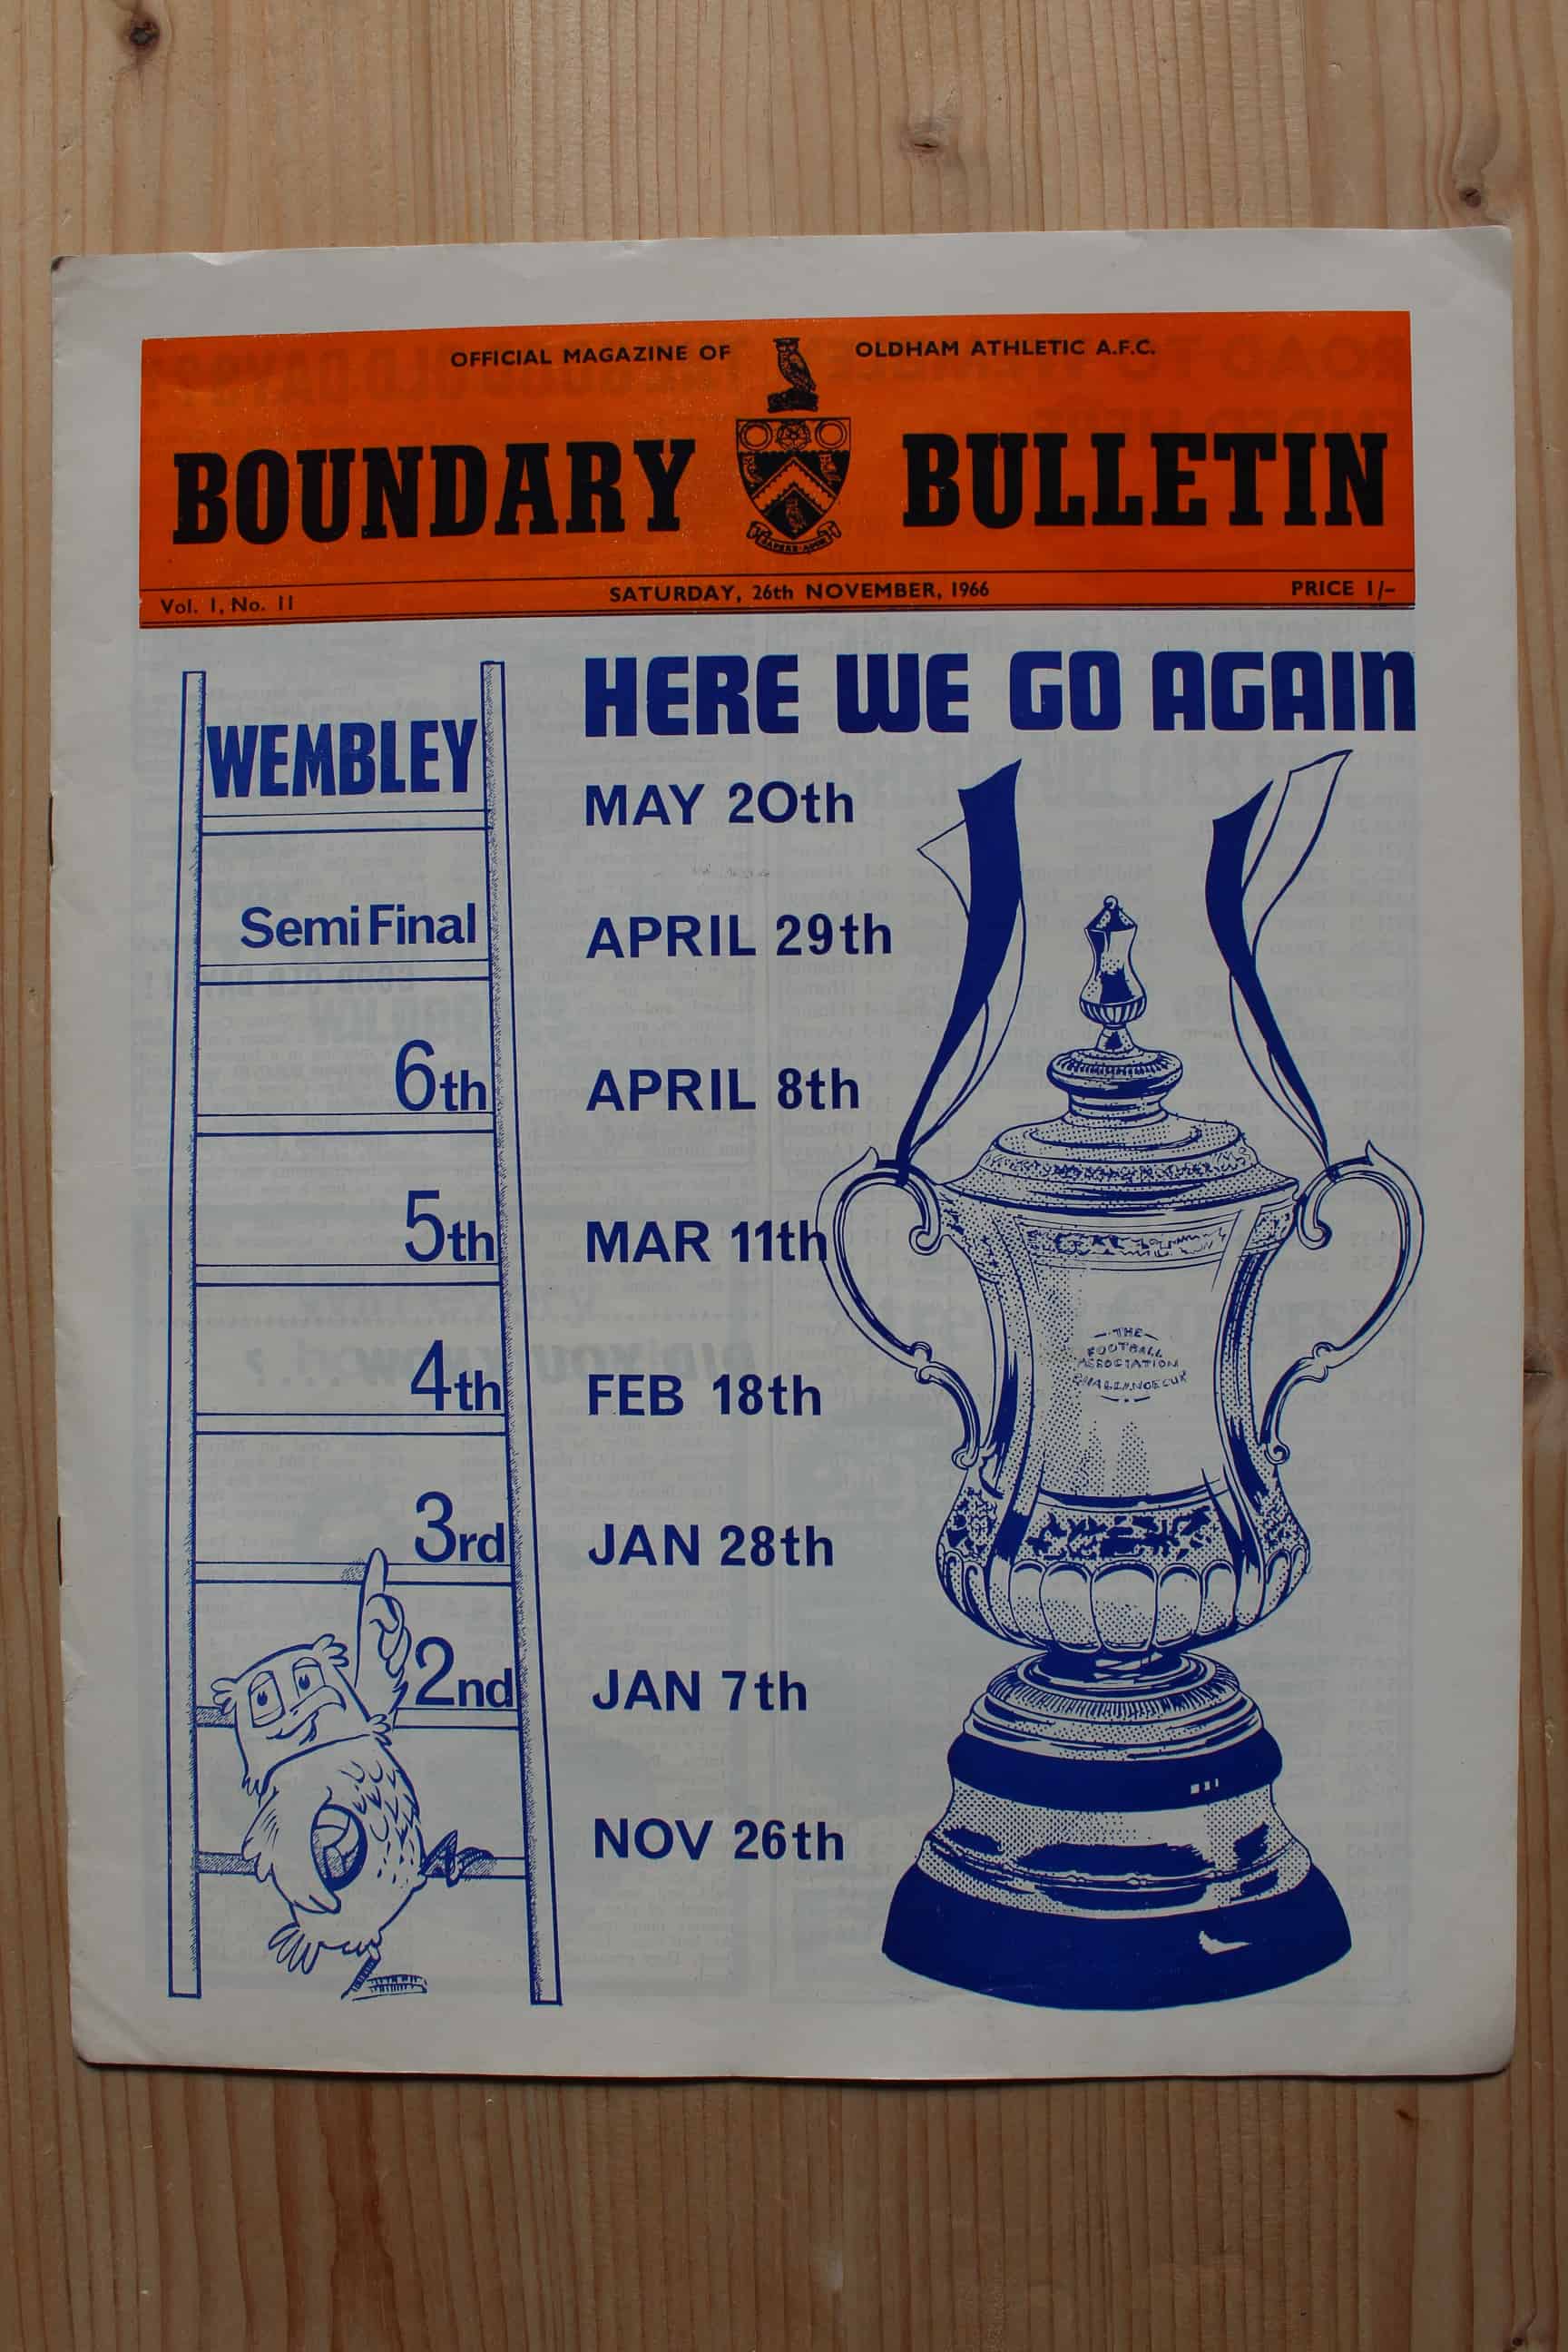 OFFICIAL MAGAZINE OF OLDHAM ATHLETIC A.F.C.
BOUNDARY BULLETIN
SAPERE AUDE
Vol. 1, No. 11 SATURDAY, 26th NOVEMBER, 1966 PRICE 1/-
HERE WE GO AGAIN
WEMBLEY MAY 20th
Semi Final APRIL 29th
6th APRIL 8th
5th MAR 11th
4th FEB 18th
3rd JAN 28th
2nd JAN 7th
NOV 26th
THE
FOOTBALL
ASSOCIATION